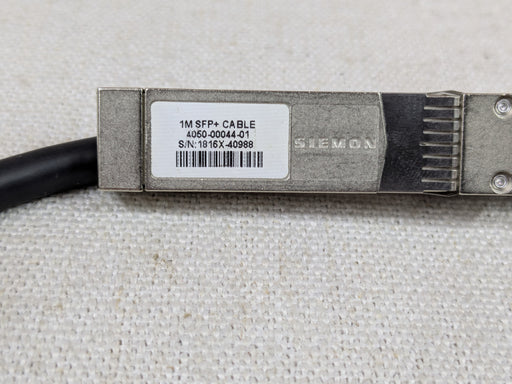 1M SFP+ CABLE
4050-00044-01
S/N:1816X-40988
SIEMON